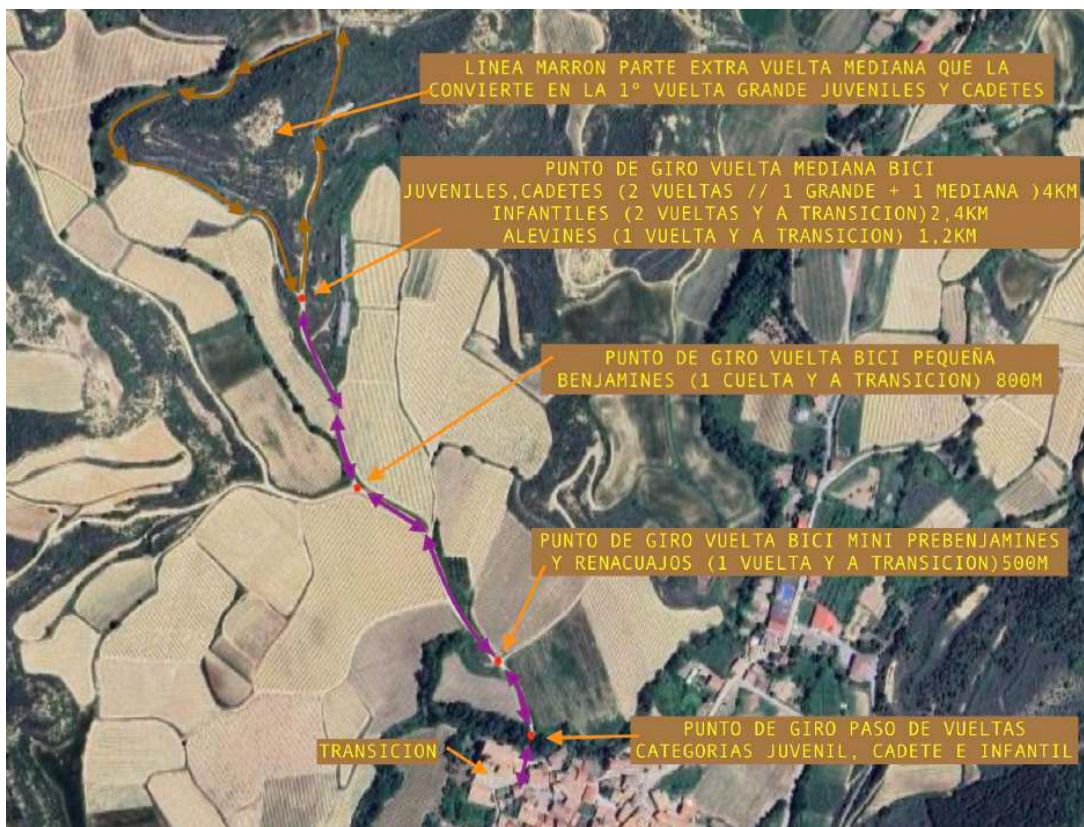 LINEA MARRON PARTE EXTRA VUELTA MEDIANA QUE LA
CONVIERTE EN LA 1º VUELTA GRANDE JUVENILES Y CADETES
PUNTO DE GIRO VUELTA MEDIANA BICI
JUVENILES,CADETES (2 VUELTAS // 1 GRANDE + 1 MEDIANA )4KM
INFANTILES (2 VUELTAS Y A TRANSICION)2,4KM
ALEVINES (1 VUELTA Y A TRANSICION) 1,2KM
PUNTO DE GIRO VUELTA BICI PEQUEÑA
BENJAMINES (1 CUELTA Y A TRANSICION) 800M
PUNTO DE GIRO VUELTA BICI MINI PREBENJAMINES
Y RENACUAJOS (1 VUELTA Y A TRANSICION)500M
PUNTO DE GIRO PASO DE VUELTAS
CATEGORIAS JUVENIL, CADETE E INFANTIL
TRANSICION